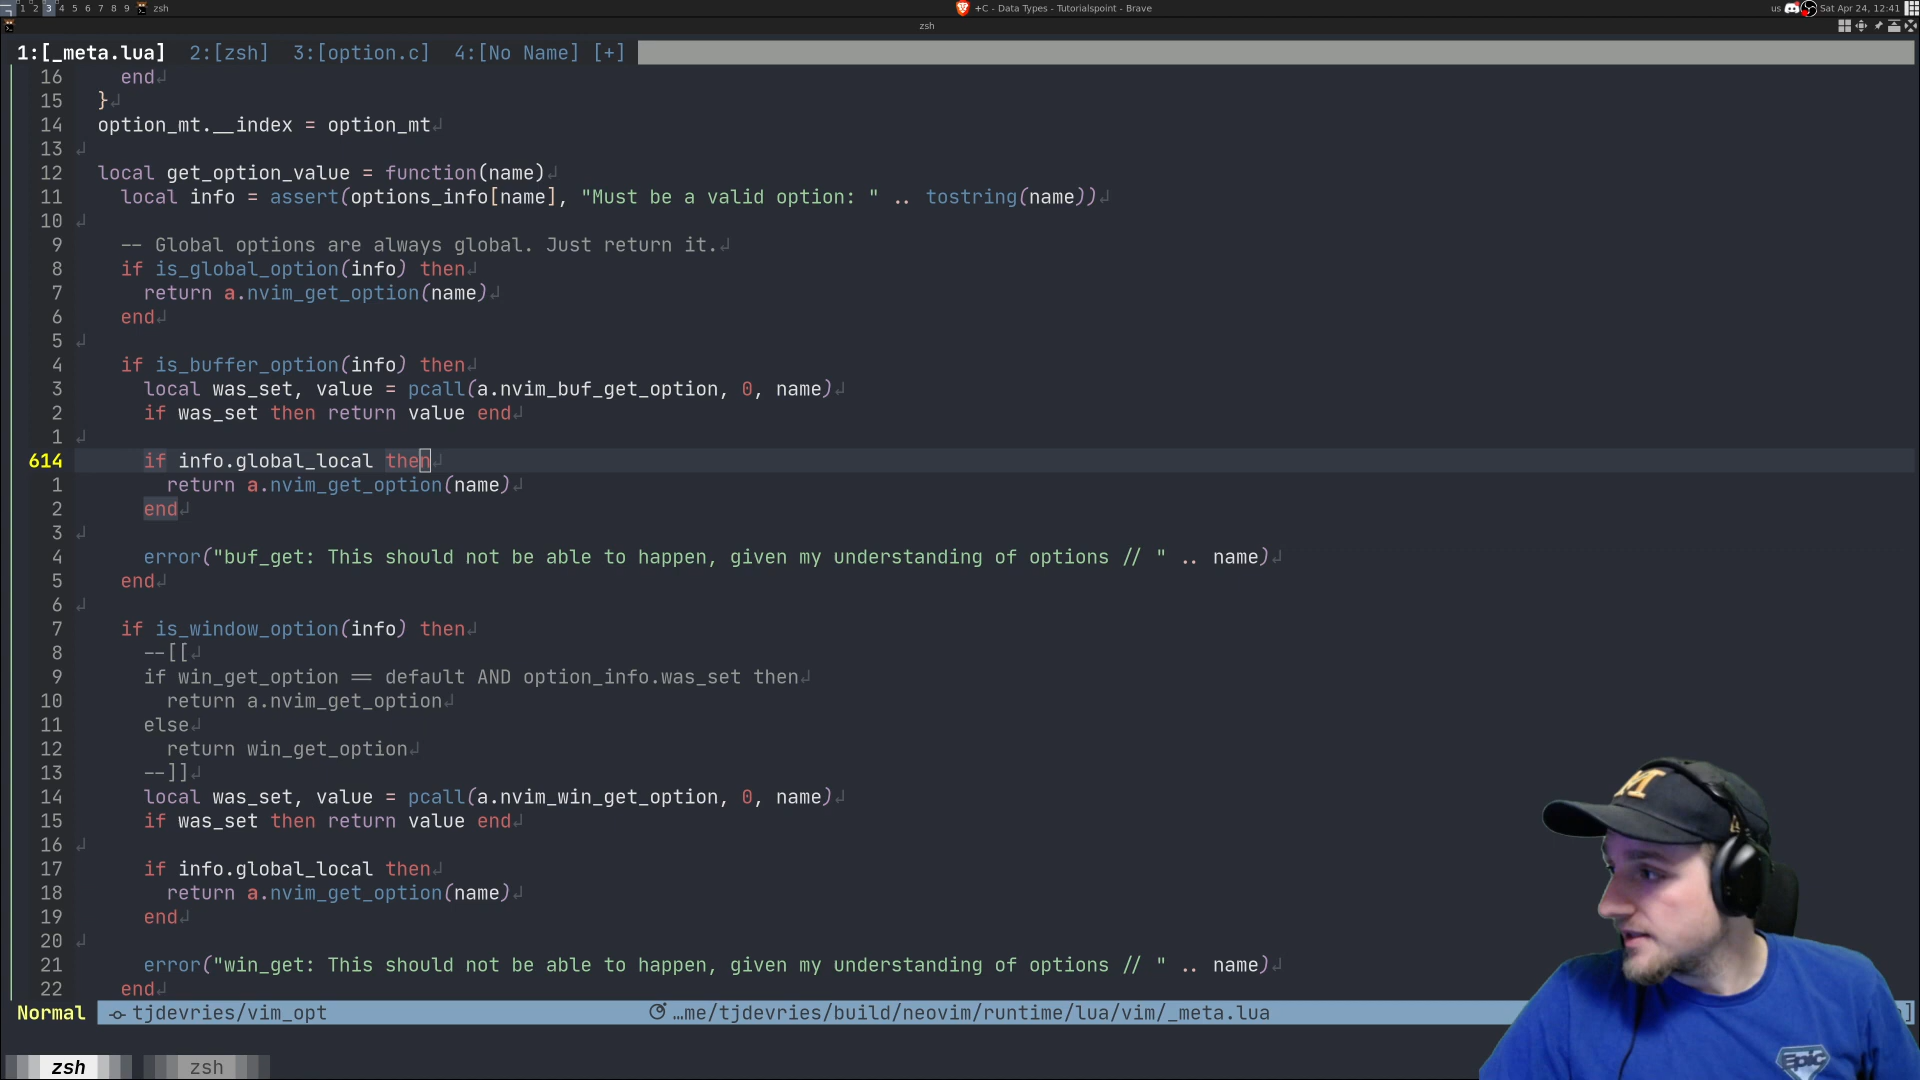 1 2 3 4 5 6 7 8 9 zsh +C - Data Types - Tutorialspoint - Brave us Sat Apr 24, 12:41
zsh
1:[_meta.lua] 2:[zsh] 3:[option.c] 4:[No Name] [+]
16 end
15 }
14 option_mt.__index = option_mt
13
12 local get_option_value = function(name)
11 local info = assert(options_info[name], "Must be a valid option: " .. tostring(name))
10
9 -- Global options are always global. Just return it.
8 if is_global_option(info) then
7 return a.nvim_get_option(name)
6 end
5
4 if is_buffer_option(info) then
3 local was_set, value = pcall(a.nvim_buf_get_option, 0, name)
2 if was_set then return value end
1
614 if info.global_local then
1 return a.nvim_get_option(name)
2 end
3
4 error("buf_get: This should not be able to happen, given my understanding of options // " .. name)
5 end
6
7 if is_window_option(info) then
8 --[[
9 if win_get_option == default AND option_info.was_set then
10 return a.nvim_get_option
11 else
12 return win_get_option
13 --]]
14 local was_set, value = pcall(a.nvim_win_get_option, 0, name)
15 if was_set then return value end
16
17 if info.global_local then
18 return a.nvim_get_option(name)
19 end
20
21 error("win_get: This should not be able to happen, given my understanding of options // " .. name)
22 end
Normal tjdevries/vim_opt …me/tjdevries/build/neovim/runtime/lua/vim/_meta.lua ]
zsh zsh
M
EPIC